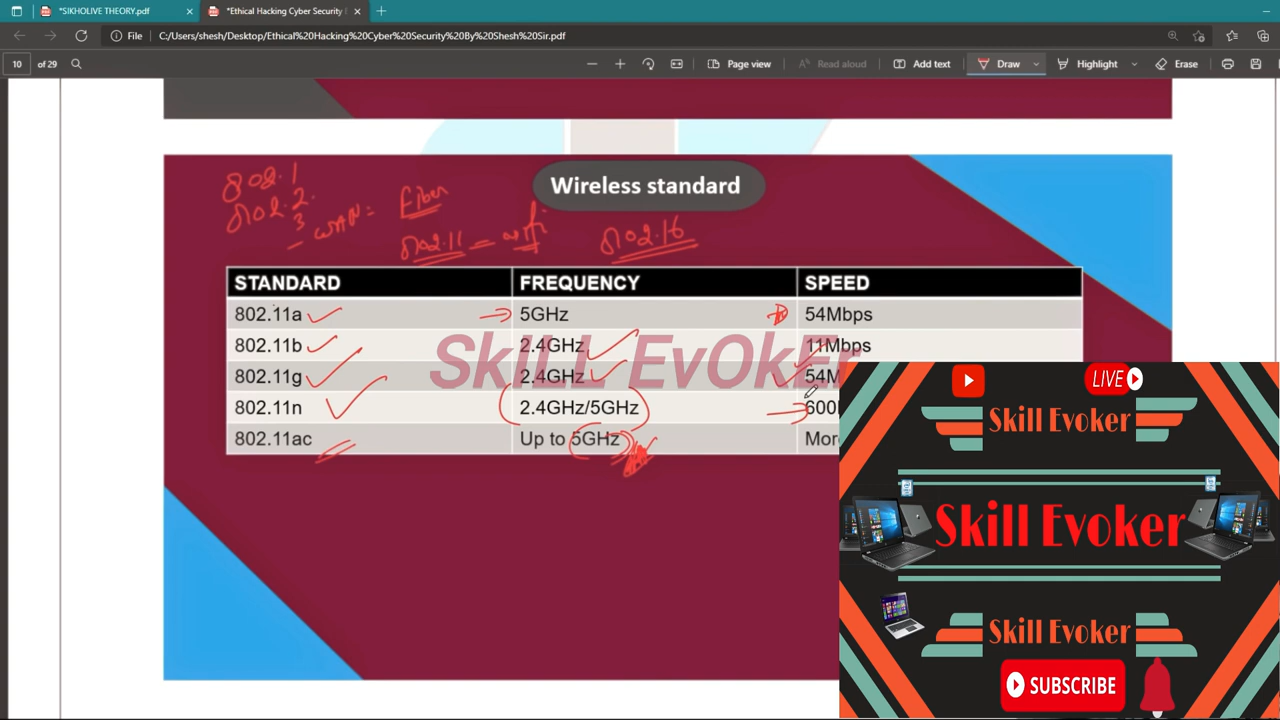 *SIKHOLIVE THEORY.pdf
*Ethical Hacking Cyber Security
File C:/Users/shesh/Desktop/Ethical%20Hacking%20Cyber%20Security%20By%20Shesh%20Sir.pdf
10 of 29
Page view
Read aloud
Add text
Draw
Highlight
Erase
Wireless standard
802.1
802.2
3
WAN =
Fiber
802.11 = wifi
802.16
STANDARD FREQUENCY SPEED
802.11a 5GHz 54Mbps
802.11b 2.4GHz 11Mbps
802.11g 2.4GHz 54M
802.11n 2.4GHz/5GHz 600
802.11ac Up to 5GHz Mor
SkILL EvOKEr
LIVE
Skill Evoker
Skill Evoker
Skill Evoker
SUBSCRIBE